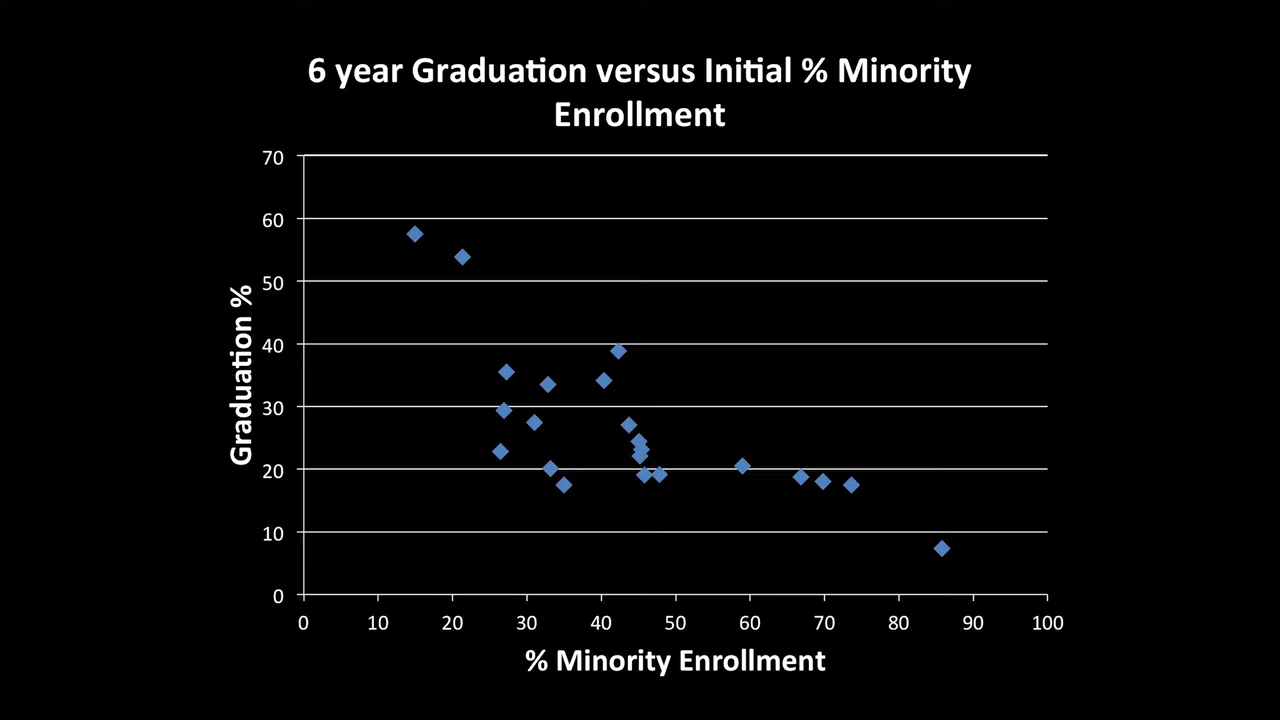 6 year Graduation versus Initial % Minority
Enrollment
70
60
50
40
30
20
10
0
Graduation %
0 10 20 30 40 50 60 70 80 90 100
% Minority Enrollment